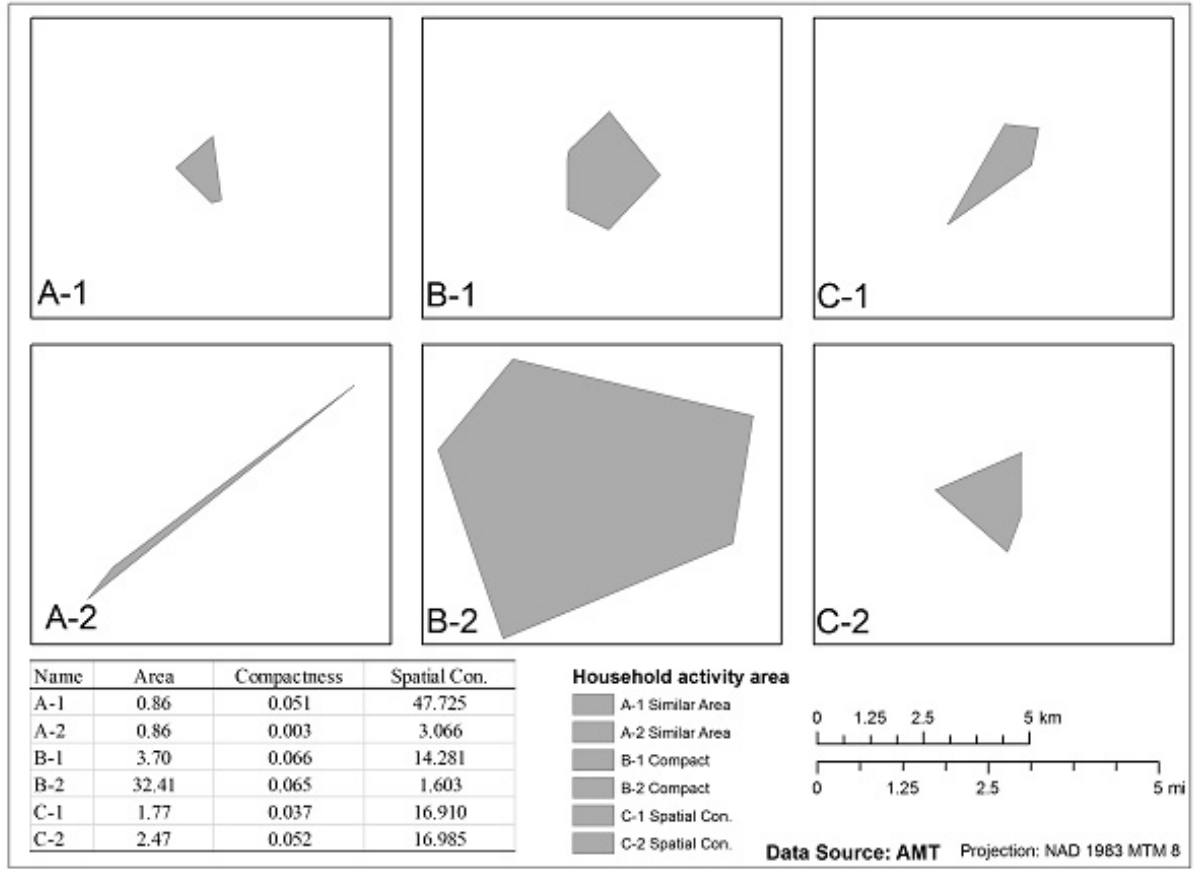 A-1
B-1
C-1
A-2
B-2
C-2
Name Area Compactness Spatial Con.
A-1 0.86 0.051 47.725
A-2 0.86 0.003 3.066
B-1 3.70 0.066 14.281
B-2 32.41 0.065 1.603
C-1 1.77 0.037 16.910
C-2 2.47 0.052 16.985
Household activity area
A-1 Similar Area
A-2 Similar Area
B-1 Compact
B-2 Compact
C-1 Spatial Con.
C-2 Spatial Con.
0 1.25 2.5 5 km
0 1.25 2.5 5 mi
Data Source: AMT Projection: NAD 1983 MTM 8